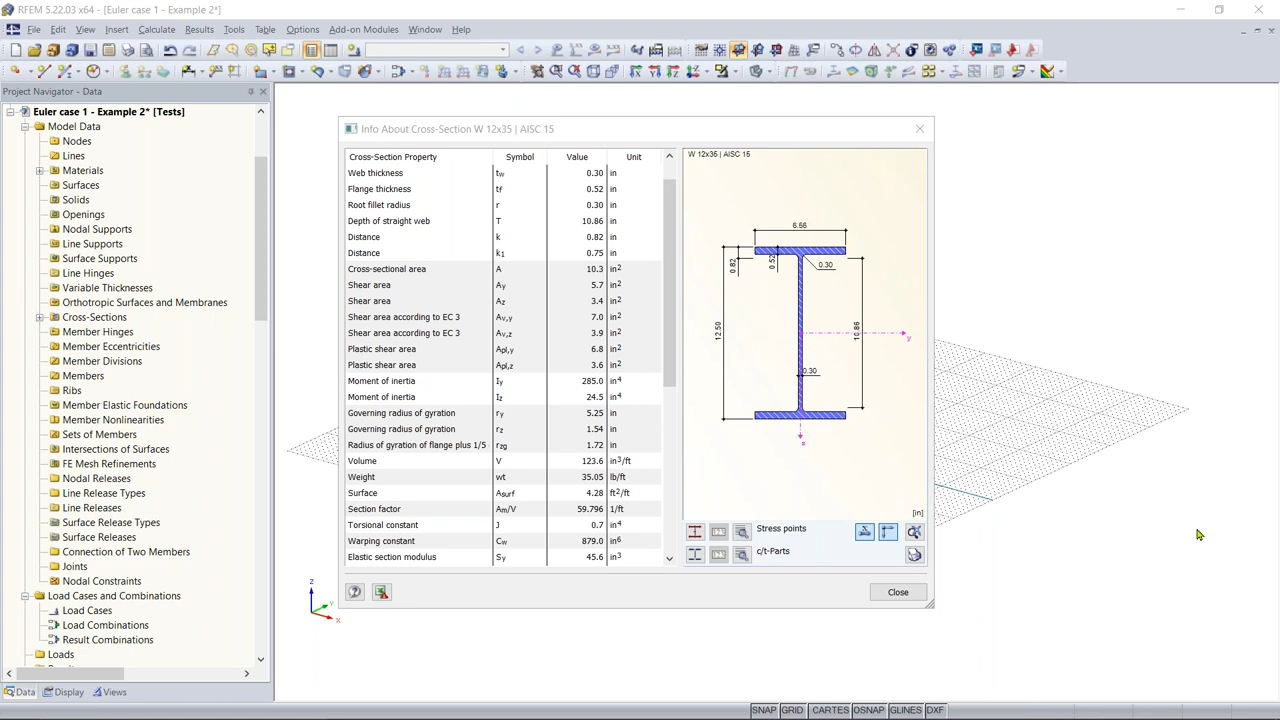 RFEM 5.22.03 x64 - [Euler case 1 - Example 2*]
File Edit View Insert Calculate Results Tools Table Options Add-on Modules Window Help
Project Navigator - Data
Euler case 1 - Example 2* [Tests]
Model Data
Nodes
Lines
Materials
Surfaces
Solids
Openings
Nodal Supports
Line Supports
Surface Supports
Line Hinges
Variable Thicknesses
Orthotropic Surfaces and Membranes
Cross-Sections
Member Hinges
Member Eccentricities
Member Divisions
Members
Ribs
Member Elastic Foundations
Member Nonlinearities
Sets of Members
Intersections of Surfaces
FE Mesh Refinements
Nodal Releases
Line Release Types
Line Releases
Surface Release Types
Surface Releases
Connection of Two Members
Joints
Nodal Constraints
Load Cases and Combinations
Load Cases
Load Combinations
Result Combinations
Loads
Data Display Views
Info About Cross-Section W 12x35 | AISC 15
Cross-Section Property Symbol Value Unit
Web thickness tw 0.30 in
Flange thickness tf 0.52 in
Root fillet radius r 0.30 in
Depth of straight web T 10.86 in
Distance k 0.82 in
Distance k1 0.75 in
Cross-sectional area A 10.3 in2
Shear area Ay 5.7 in2
Shear area Az 3.4 in2
Shear area according to EC 3 Av,y 7.0 in2
Shear area according to EC 3 Av,z 3.9 in2
Plastic shear area Apl,y 6.8 in2
Plastic shear area Apl,z 3.6 in2
Moment of inertia Iy 285.0 in4
Moment of inertia Iz 24.5 in4
Governing radius of gyration ry 5.25 in
Governing radius of gyration rz 1.54 in
Radius of gyration of flange plus 1/5 rzg 1.72 in
Volume V 123.6 in3/ft
Weight wt 35.05 lb/ft
Surface Asurf 4.28 ft2/ft
Section factor Am/V 59.796 1/ft
Torsional constant J 0.7 in4
Warping constant Cw 879.0 in6
Elastic section modulus Sy 45.6 in3
W 12x35 | AISC 15
6.56
0.82
0.52
0.30
12.50
10.86
y
0.30
z
[in]
Stress points
c/t-Parts
Close
Z
Y
X
SNAP GRID CARTES OSNAP GLINES DXF